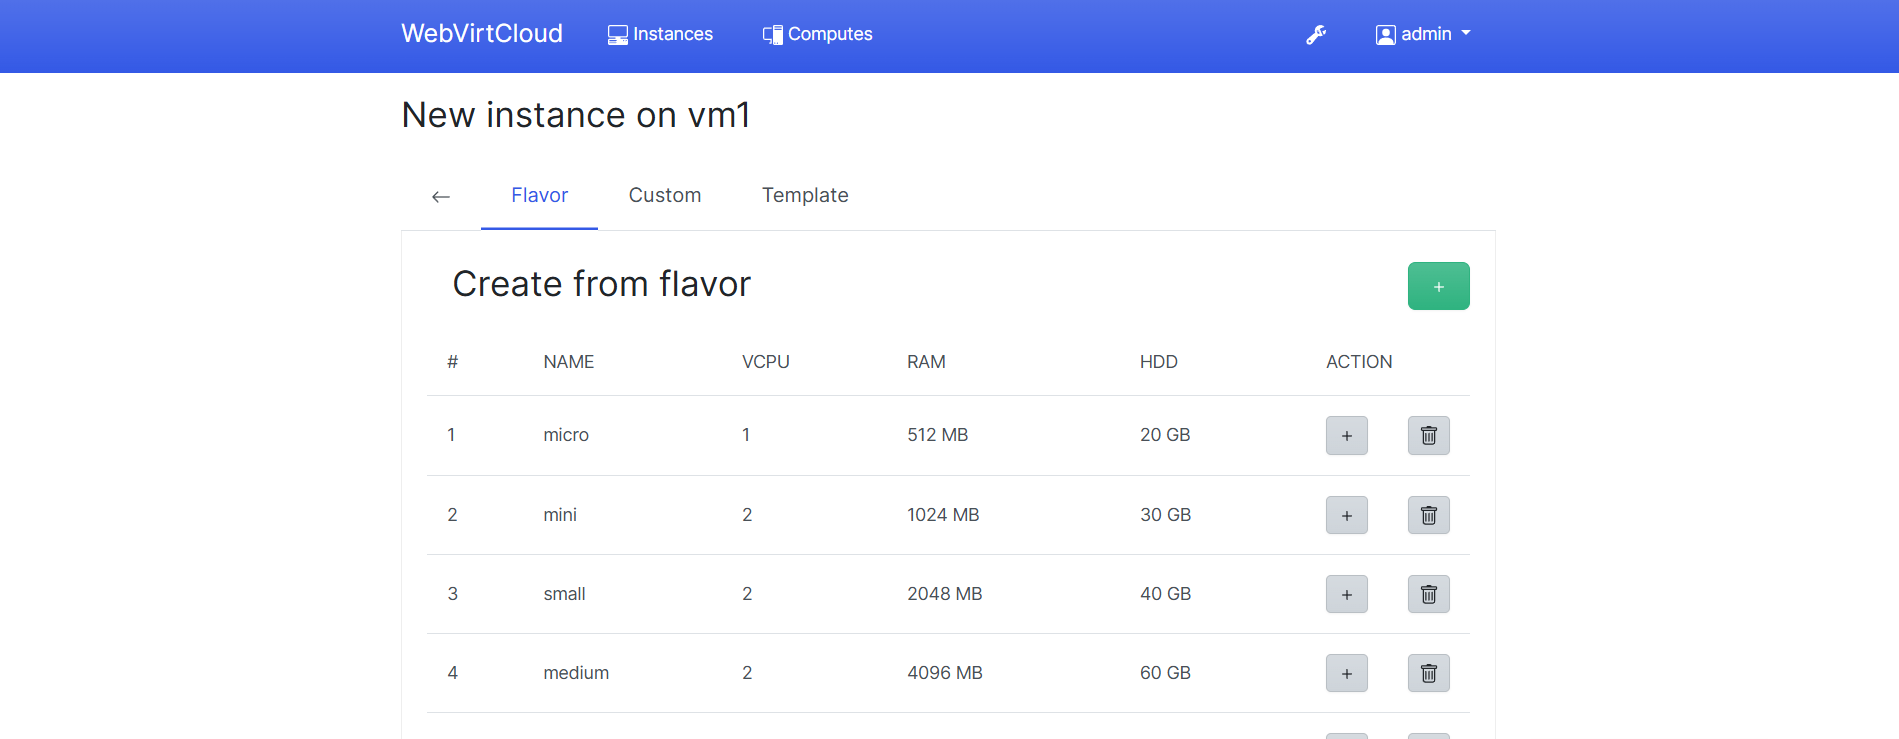 WebVirtCloud Instances Computes admin
New instance on vm1
← Flavor Custom Template
Create from flavor +
# NAME VCPU RAM HDD ACTION
1 micro 1 512 MB 20 GB +
2 mini 2 1024 MB 30 GB +
3 small 2 2048 MB 40 GB +
4 medium 2 4096 MB 60 GB +